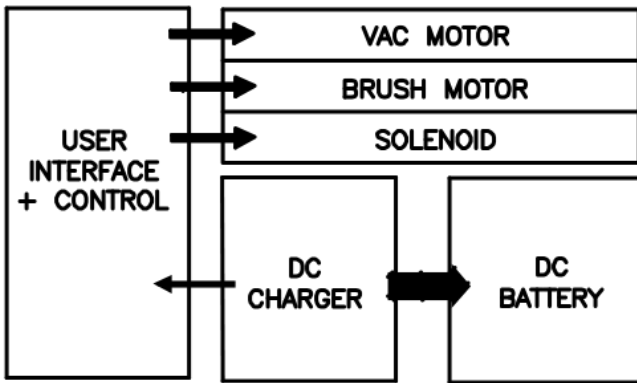 VAC MOTOR
BRUSH MOTOR
SOLENOID
USER
INTERFACE
+ CONTROL
DC
CHARGER
DC
BATTERY